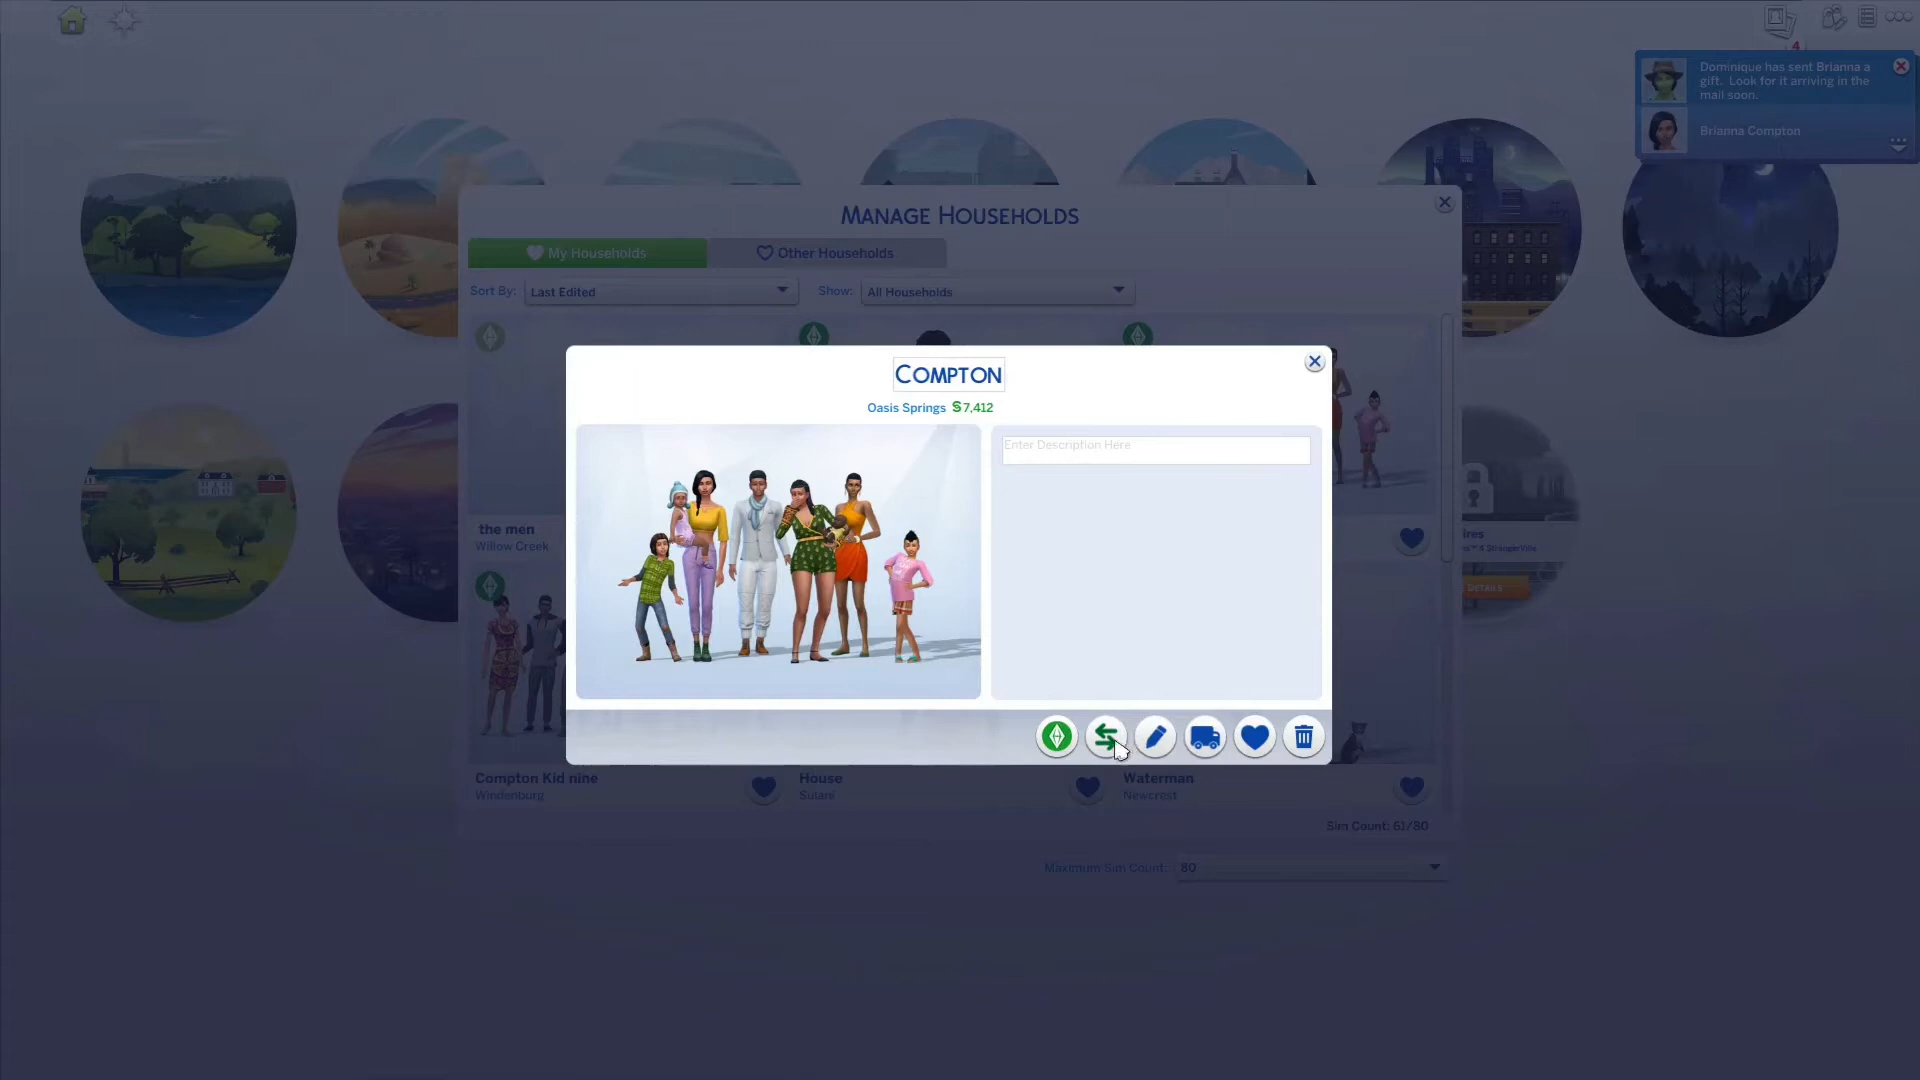 4
Dominique has sent Brianna a
gift. Look for it arriving in the
mail soon.
Brianna Compton
Manage Households
My Households
Other Households
Sort By: Last Edited
Show: All Households
Compton
Oasis Springs §7,412
Enter Description Here
the men
Willow Creek
Details
Compton Kid nine
Windenburg
House
Sulani
Waterman
Newcrest
Sim Count: 61/80
Maximum Sim Count: 80